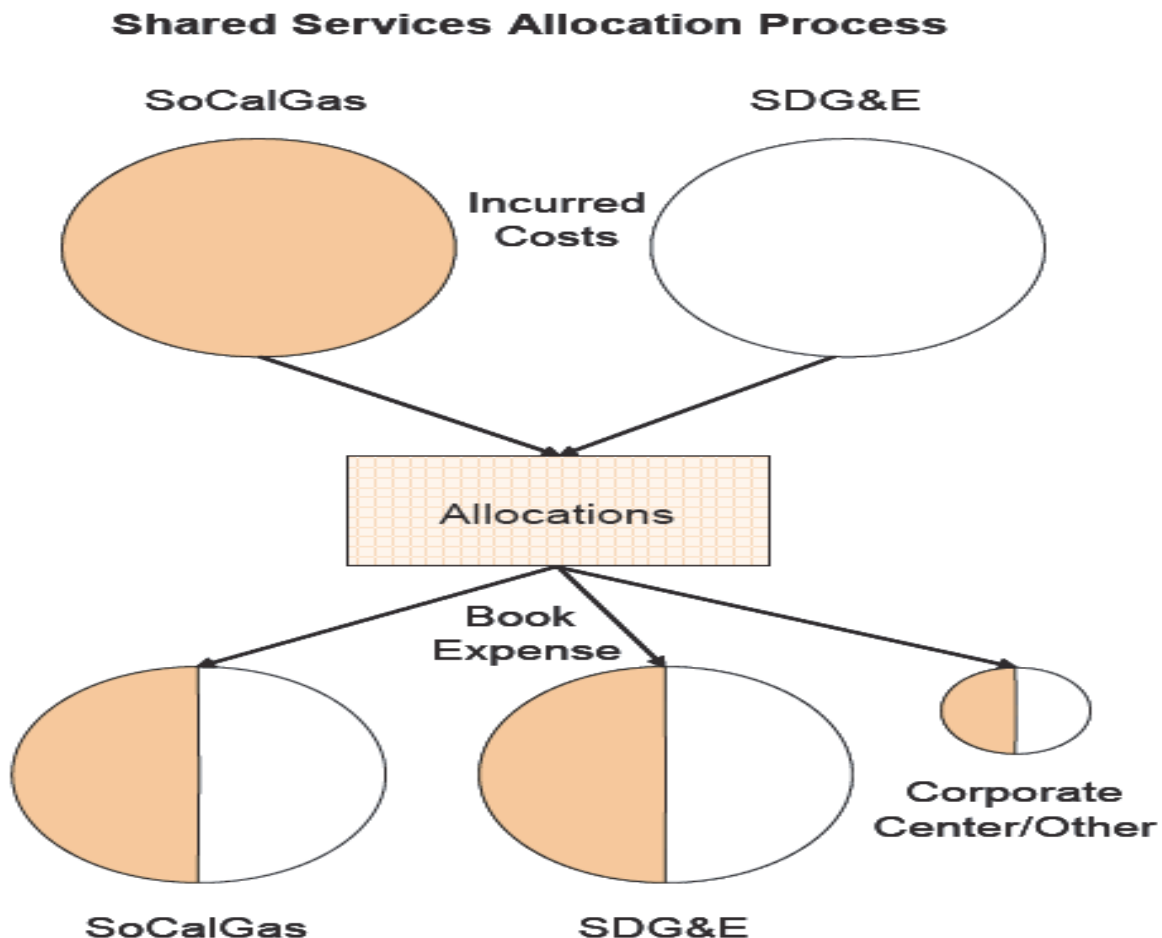 Shared Services Allocation Process
SoCalGas
SDG&E
Incurred
Costs
Allocations
Book
Expense
Corporate
Center/Other
SoCalGas
SDG&E